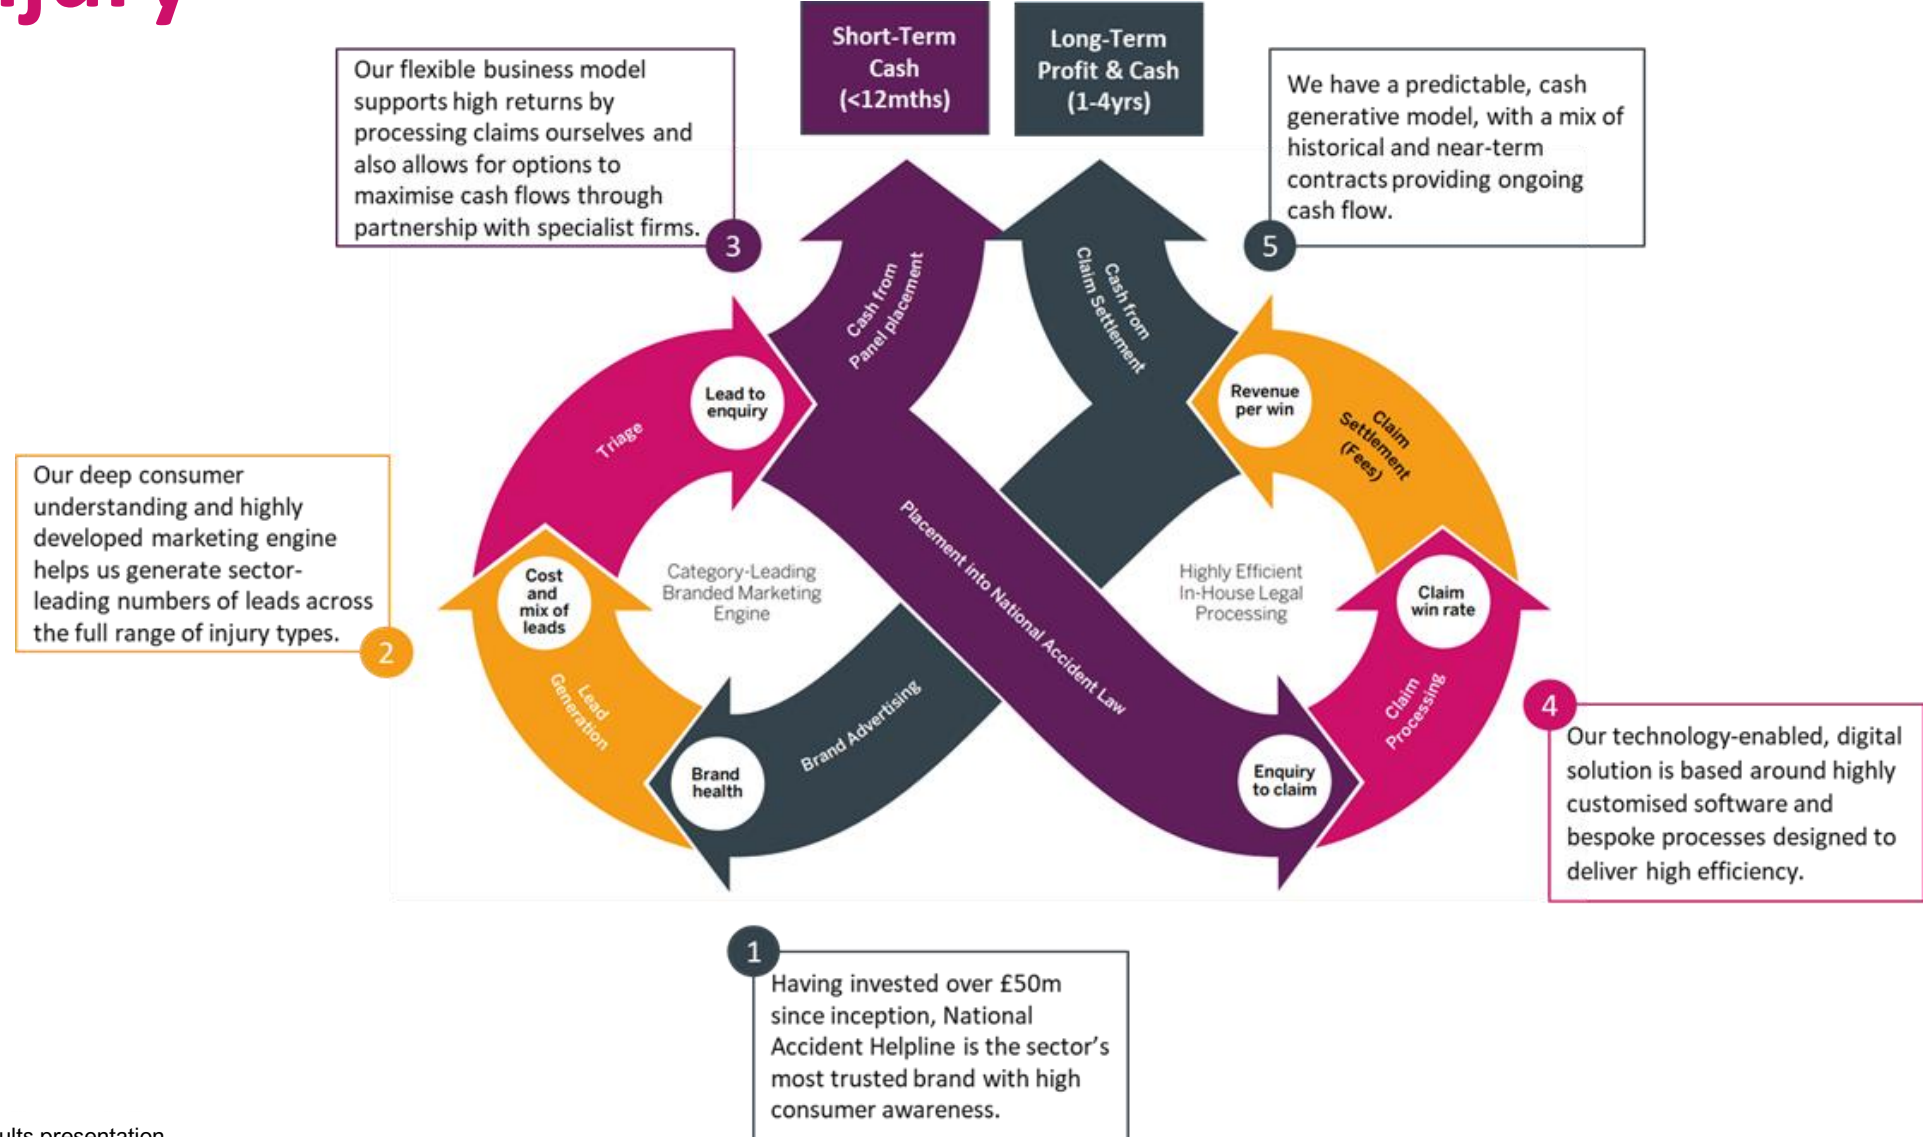 Short-Term
Cash
(<12mths)
Long-Term
Profit & Cash
(1-4yrs)
Our flexible business model
supports high returns by
processing claims ourselves and
also allows for options to
maximise cash flows through
partnership with specialist firms.
3
We have a predictable, cash
generative model, with a mix of
historical and near-term
contracts providing ongoing
cash flow.
5
Cash from
Panel placement
Cash from
Claim Settlement
Lead to
enquiry
Triage
Revenue
per win
Claim
Settlement
(Fees)
Our deep consumer
understanding and highly
developed marketing engine
helps us generate sector-
leading numbers of leads across
the full range of injury types.
2
Cost
and
mix of
leads
Category-Leading
Branded Marketing
Engine
Placement into National Accident Law
Highly Efficient
In-House Legal
Processing
Claim
win rate
Lead
Generation
Brand Advertising
Brand
health
Enquiry
to claim
Claim
Processing
4
Our technology-enabled, digital
solution is based around highly
customised software and
bespoke processes designed to
deliver high efficiency.
1
Having invested over £50m
since inception, National
Accident Helpline is the sector's
most trusted brand with high
consumer awareness.
presentation